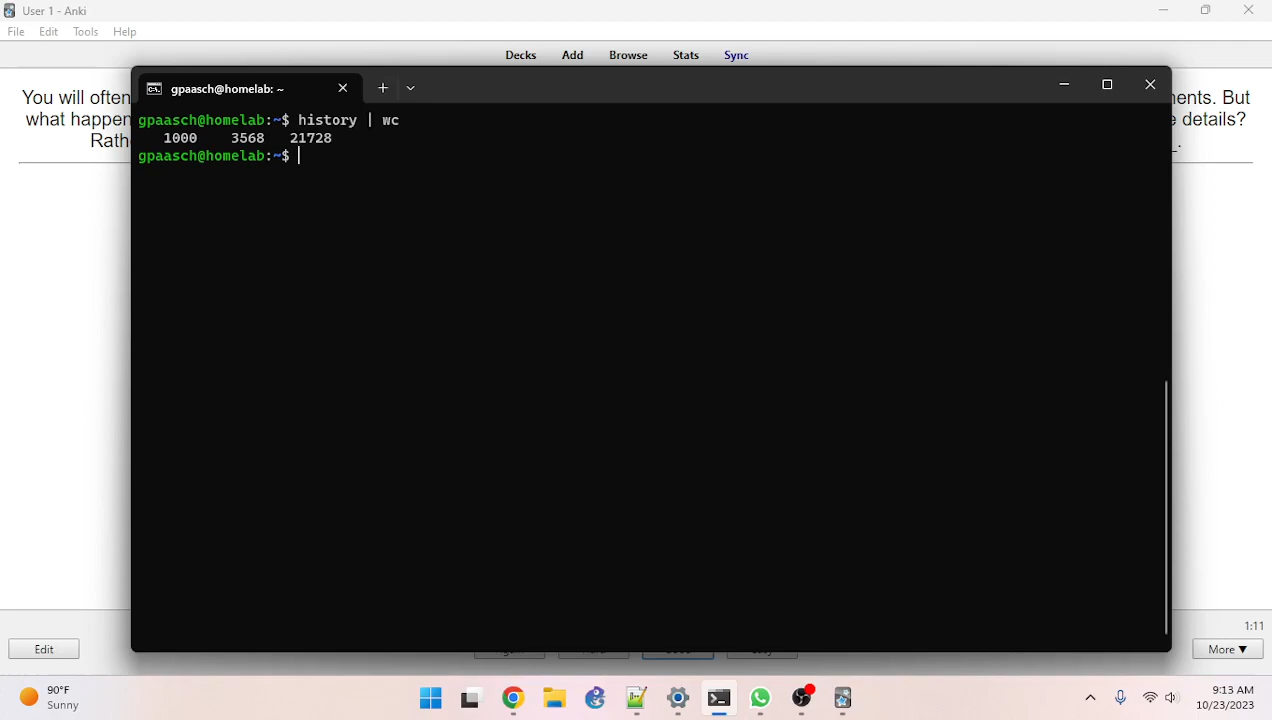 User 1 - Anki
File Edit Tools Help
Decks Add Browse Stats Sync
gpaasch@homelab: ~
You will often
what happen
Rath
ents. But
details?
gpaasch@homelab:~$ history | wc
1000 3568 21728
gpaasch@homelab:~$
1:11
Edit
More ▼
90°F
Sunny
9:13 AM
10/23/2023